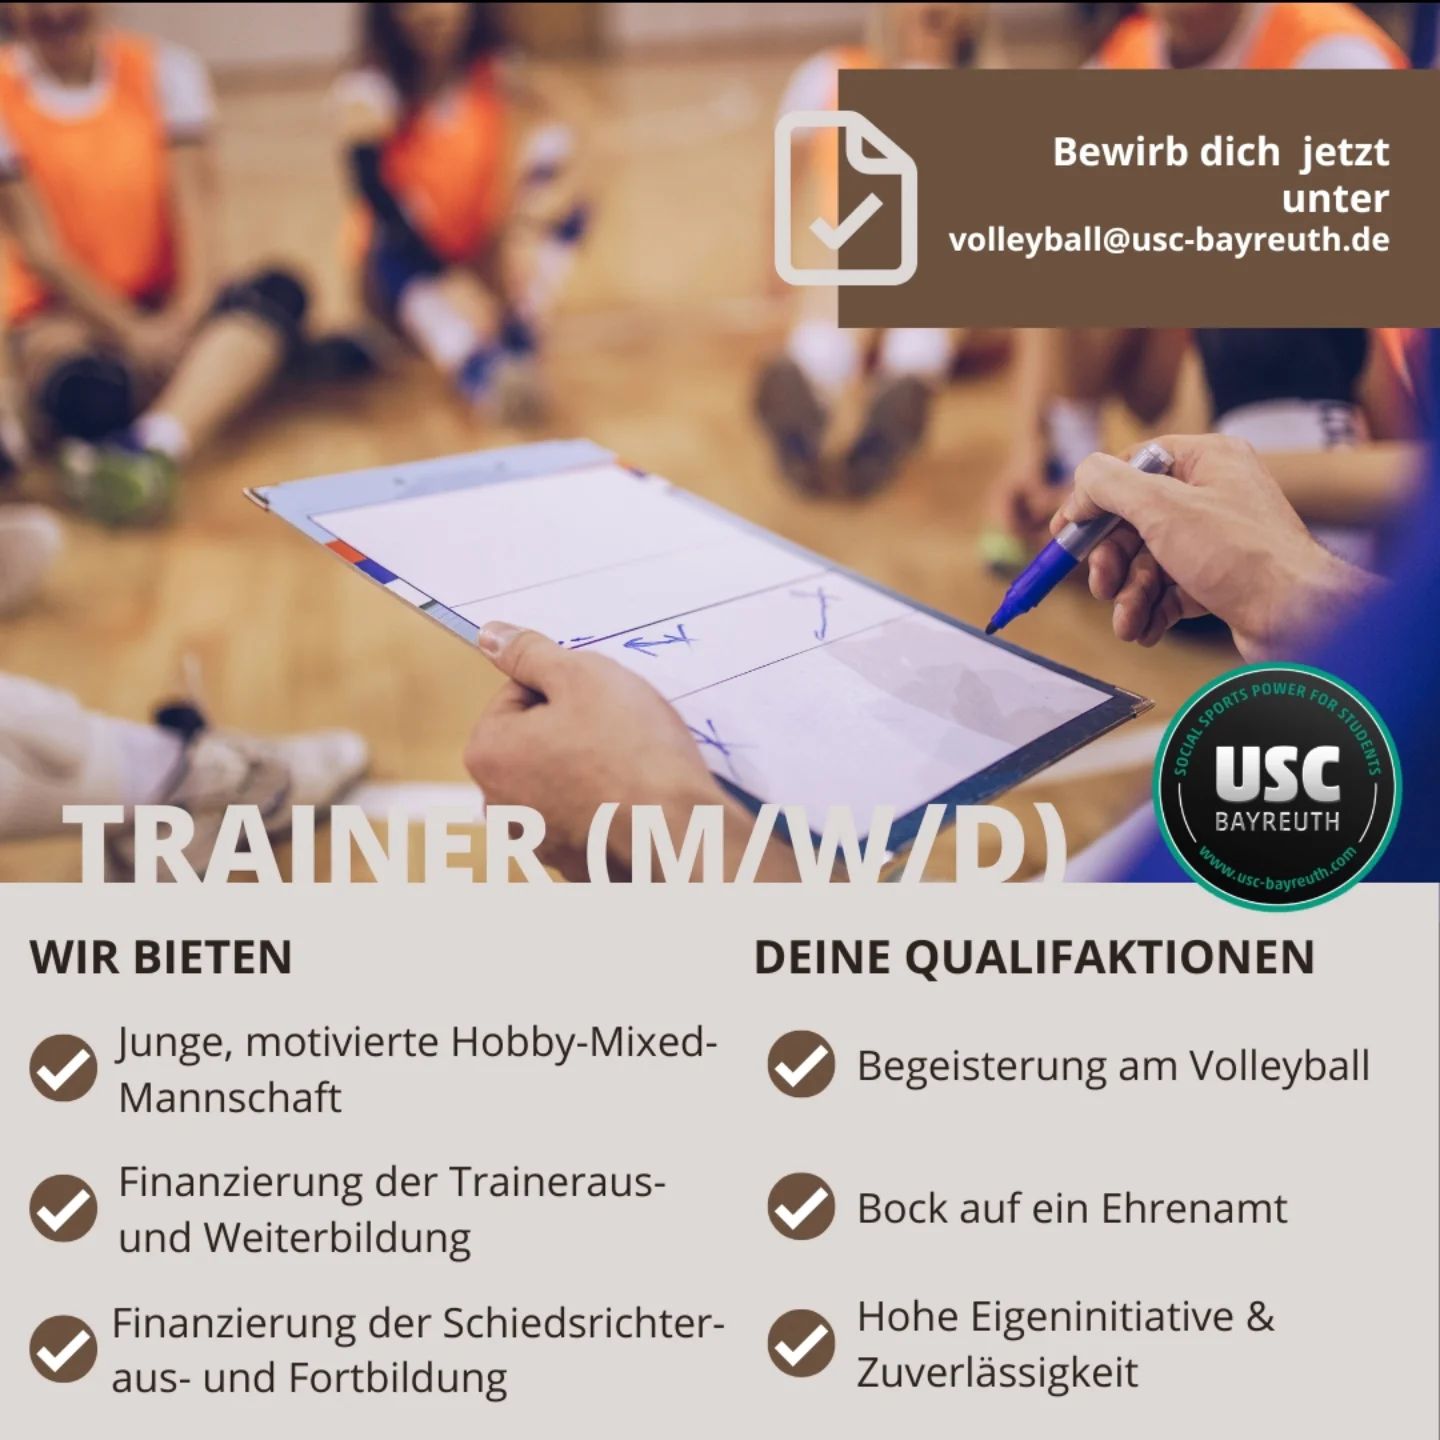 Bewirb dich jetzt
unter
volleyball@usc-bayreuth.de
SOCIAL SPORTS POWER FOR STUDENTS
USC
BAYREUTH
www.usc-bayreuth.com
TRAINER (M/W/D)
WIR BIETEN
Junge, motivierte Hobby-Mixed-
Mannschaft
Finanzierung der Traineraus-
und Weiterbildung
Finanzierung der Schiedsrichter-
aus- und Fortbildung
DEINE QUALIFAKTIONEN
Begeisterung am Volleyball
Bock auf ein Ehrenamt
Hohe Eigeninitiative &
Zuverlässigkeit